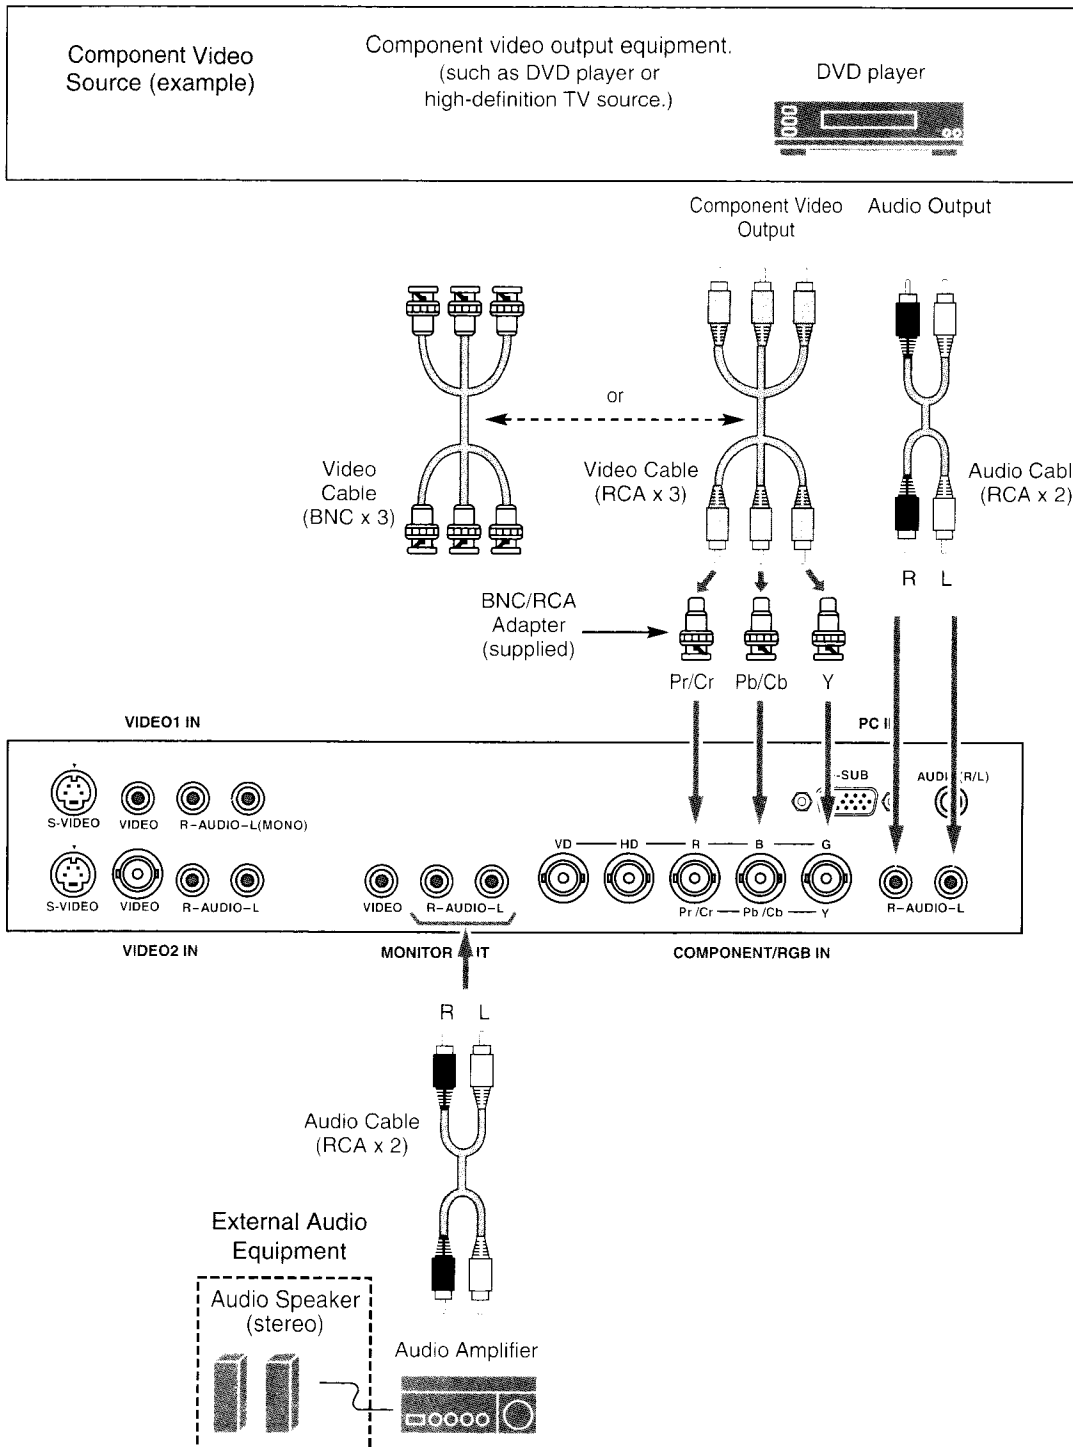 Component Video
Source (example)
Component video output equipment.
(such as DVD player or
high-definition TV source.)
DVD player
Component Video
Output
Audio Output
or
Video
Cable
(BNC x 3)
Video Cable
(RCA x 3)
Audio Cabl
(RCA x 2)
R L
BNC/RCA
Adapter
(supplied)
Pr/Cr Pb/Cb Y
VIDEO1 IN
PC I
S-VIDEO VIDEO R–AUDIO–L(MONO)
-SUB
AUDI (R/L)
VD HD R B G
S-VIDEO VIDEO R–AUDIO–L
VIDEO R–AUDIO–L
Pr/Cr Pb/Cb Y
R–AUDIO–L
VIDEO2 IN
MONITOR UT
COMPONENT/RGB IN
R L
Audio Cable
(RCA x 2)
External Audio
Equipment
Audio Speaker
(stereo)
Audio Amplifier